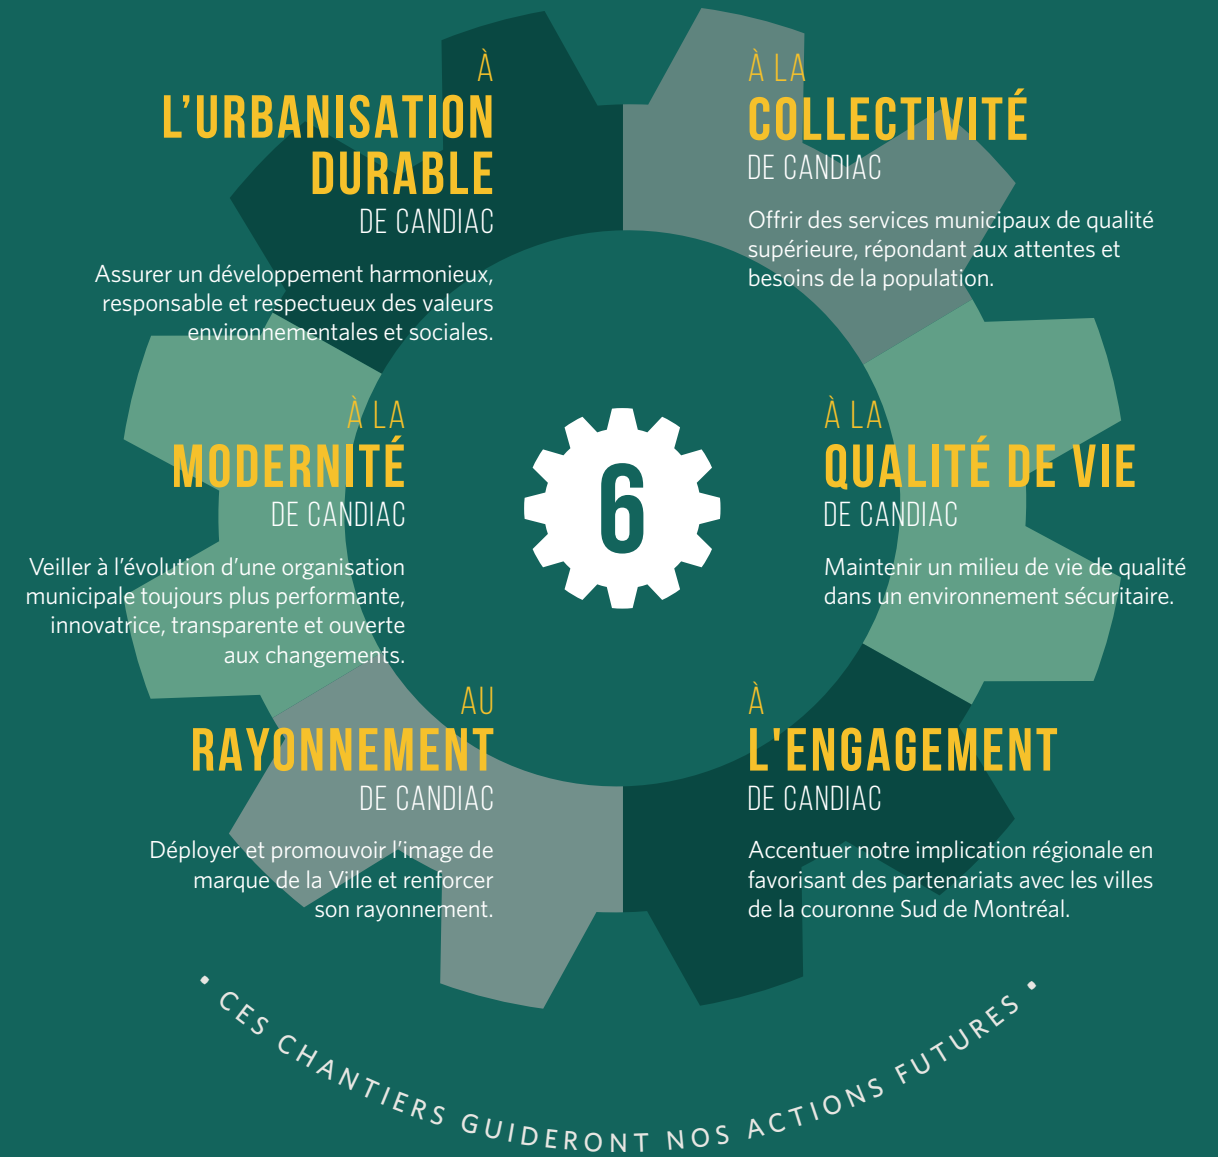 À
L'URBANISATION
DURABLE
DE CANDIAC
Assurer un développement harmonieux,
responsable et respectueux des valeurs
environnementales et sociales.
À LA
COLLECTIVITÉ
DE CANDIAC
Offrir des services municipaux de qualité
supérieure, répondant aux attentes et
besoins de la population.
À LA
MODERNITÉ
DE CANDIAC
Veiller à l’évolution d’une organisation
municipale toujours plus performante,
innovatrice, transparente et ouverte
aux changements.
6
À LA
QUALITÉ DE VIE
DE CANDIAC
Maintenir un milieu de vie de qualité
dans un environnement sécuritaire.
AU
RAYONNEMENT
DE CANDIAC
Déployer et promouvoir l’image de
marque de la Ville et renforcer
son rayonnement.
À
L'ENGAGEMENT
DE CANDIAC
Accentuer notre implication régionale en
favorisant des partenariats avec les villes
de la couronne Sud de Montréal.
• CES CHANTIERS GUIDERONT NOS ACTIONS FUTURES •